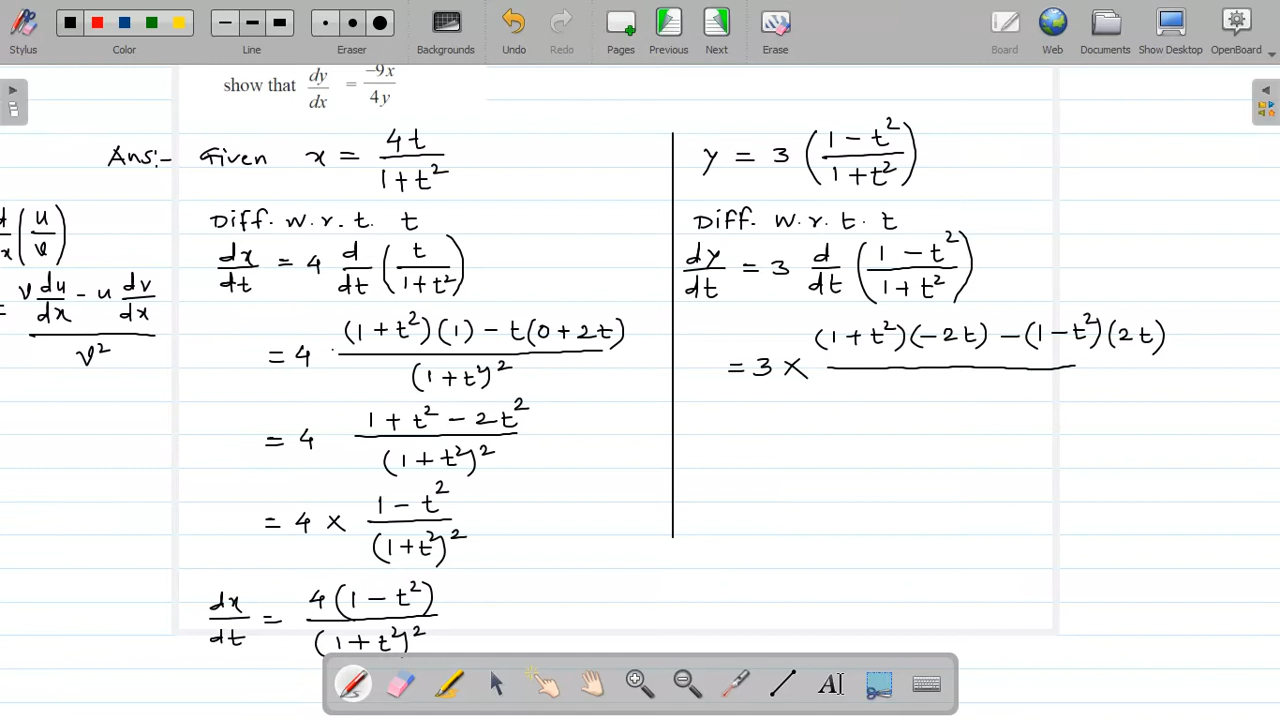 Stylus Color Line Eraser Backgrounds Undo Redo Pages Previous Next Erase Board Web Documents Show Desktop OpenBoard
show that dy/dx = -9x/4y
Ans:- Given x = 4t/(1+t²)
Diff. w.r.t. t
dx/dt = 4 d/dt (t/(1+t²))
= 4 ((1+t²)(1) - t(0+2t))/(1+t²)²
= 4 (1+t²-2t²)/(1+t²)²
= 4 × (1-t²)/(1+t²)²
dx/dt = 4(1-t²)/(1+t²)²
(u/v)
= (v du/dx - u dv/dx)/v²
y = 3 ((1-t²)/(1+t²))
Diff. w.r.t. t
dy/dt = 3 d/dt ((1-t²)/(1+t²))
= 3 × (1+t²)(-2t) - (1-t²)(2t)